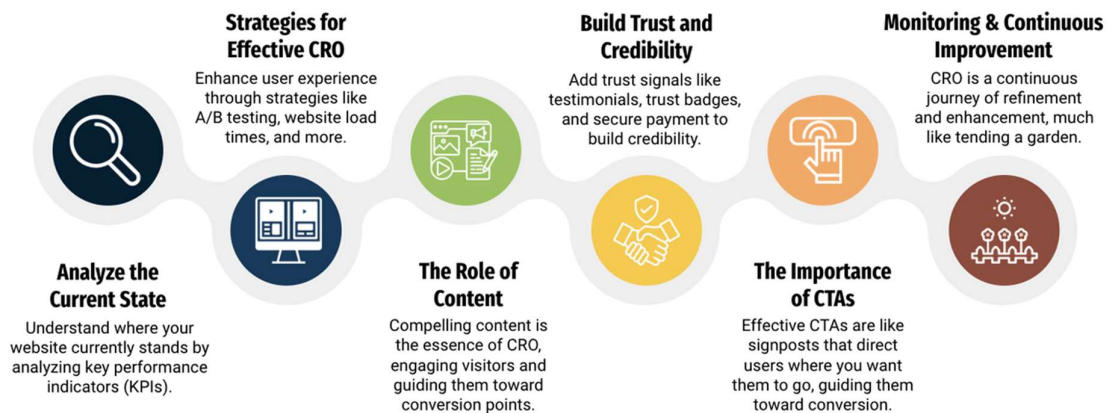 Analyze the
Current State
Understand where your
website currently stands by
analyzing key performance
indicators (KPIs).
Strategies for
Effective CRO
Enhance user experience
through strategies like
A/B testing, website load
times, and more.
The Role of
Content
Compelling content is
the essence of CRO,
engaging visitors and
guiding them toward
conversion points.
Build Trust and
Credibility
Add trust signals like
testimonials, trust badges,
and secure payment to
build credibility.
The Importance
of CTAs
Effective CTAs are like
signposts that direct
users where you want
them to go, guiding them
toward conversion.
Monitoring & Continuous
Improvement
CRO is a continuous
journey of refinement
and enhancement, much
like tending a garden.